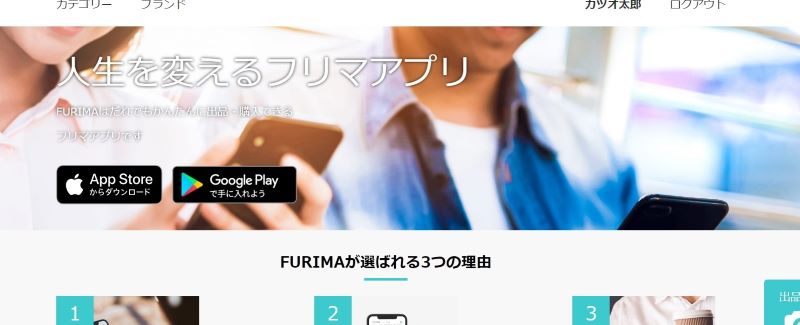 カテゴリー ブランド カツオ太郎 ログアウト
人生を変えるフリマアプリ
FURIMAはだれでもかんたんに出品・購入できる
フリマアプリです
App Store
からダウンロード
Google Play
で手に入れよう
FURIMAが選ばれる3つの理由
1 2 3
出品